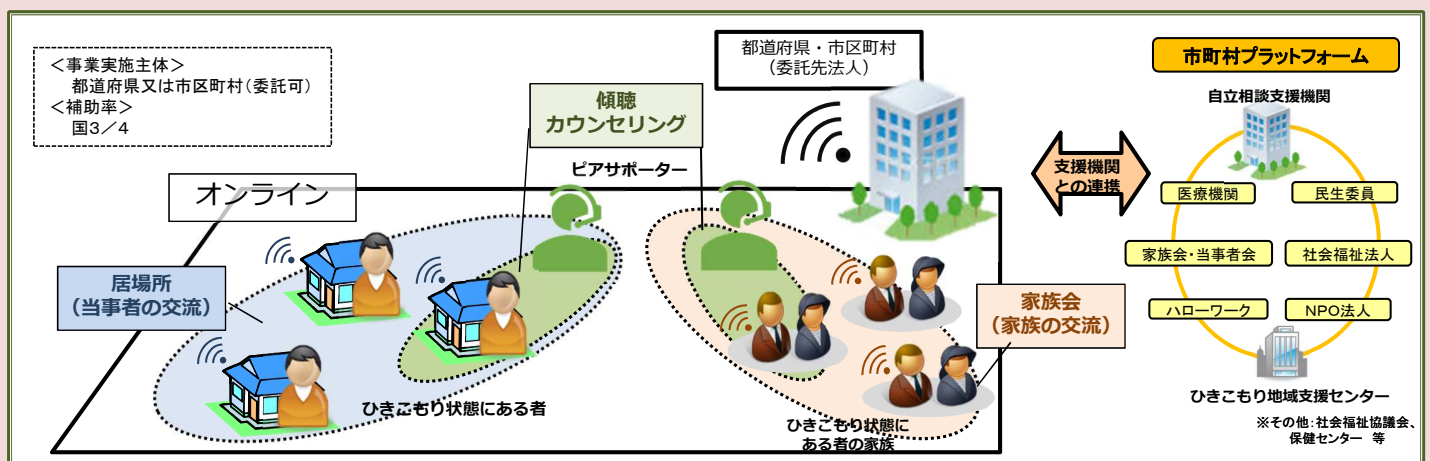 ＜事業実施主体＞
都道府県又は市区町村（委託可）
＜補助率＞
国３／４
傾聴
カウンセリング
都道府県・市区町村
（委託先法人）
市町村プラットフォーム
自立相談支援機関
ピアサポーター
支援機関
との連携
医療機関
民生委員
オンライン
家族会・当事者会
社会福祉法人
居場所
（当事者の交流）
家族会
（家族の交流）
ハローワーク
NPO法人
ひきこもり地域支援センター
ひきこもり状態にある者
ひきこもり状態に
ある者の家族
※その他：社会福祉協議会、
保健センター　等